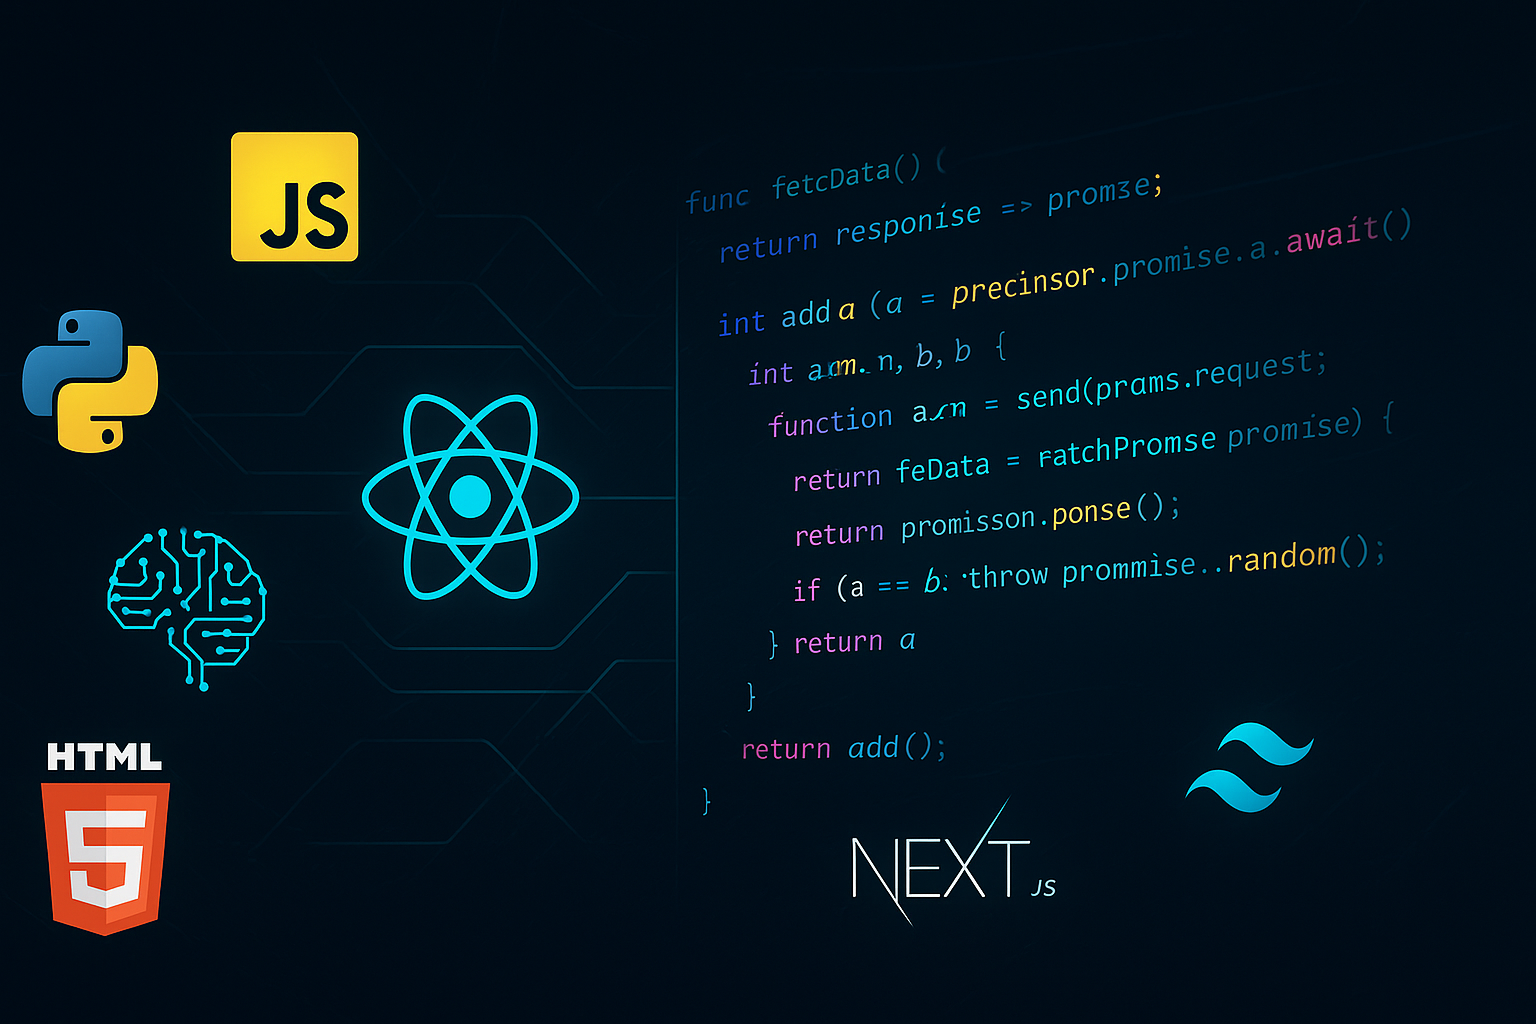 JS
HTML
5
func fetcData() (
return responise => promze;
int add a (a = precinsor.promise.a.await()
int n, b, b {
function = send(prams.request;
return feData = ratchPromse promise) {
return promisson.ponse();
if (a == b. throw prommise..random();
} return a
}
return add();
}
NEXT JS